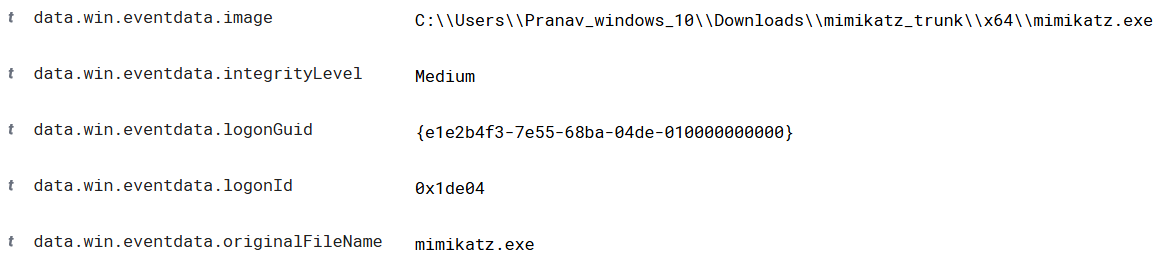 t data.win.eventdata.image C:\\Users\\Pranav_windows_10\\Downloads\\mimikatz_trunk\\x64\\mimikatz.exe
t data.win.eventdata.integrityLevel Medium
t data.win.eventdata.logonGuid {e1e2b4f3-7e55-68ba-04de-010000000000}
t data.win.eventdata.logonId 0x1de04
t data.win.eventdata.originalFileName mimikatz.exe